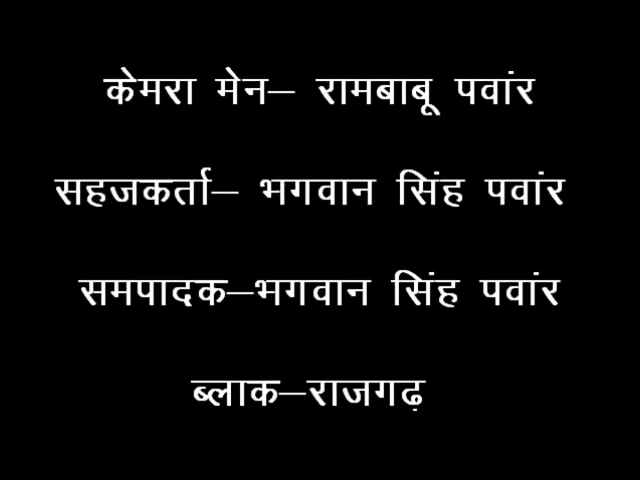 केमरा मेन– रामबाबू पवांर
सहजकर्ता– भगवान सिंह पवांर
समपादक–भगवान सिंह पवांर
ब्लाक–राजगढ़